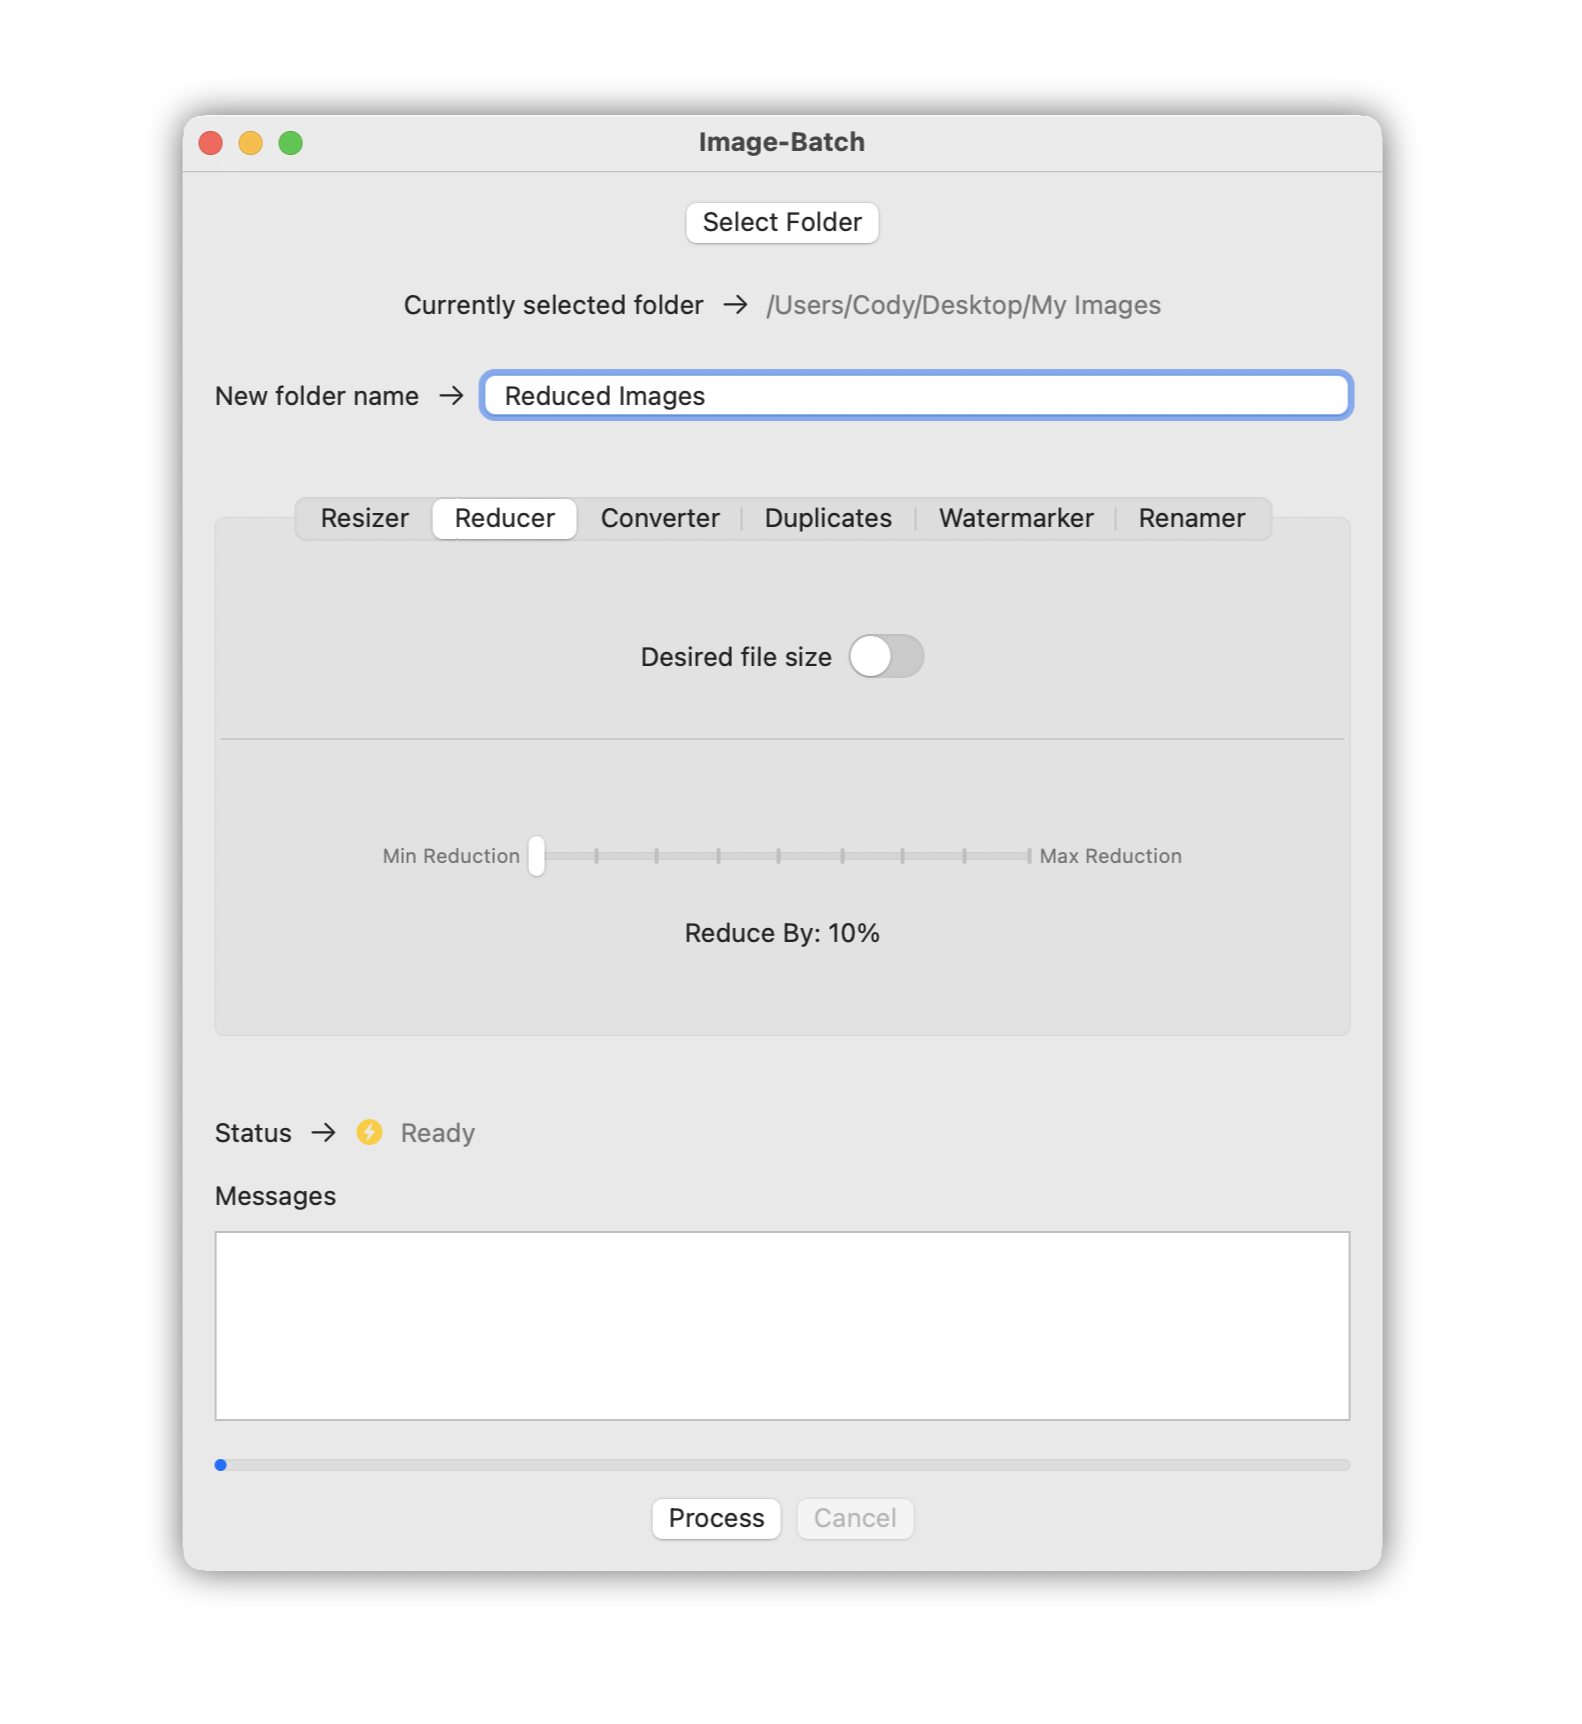 Image-Batch
Select Folder
Currently selected folder → /Users/Cody/Desktop/My Images
New folder name → Reduced Images
Resizer Reducer Converter Duplicates Watermarker Renamer
Desired file size
Min Reduction Max Reduction
Reduce By: 10%
Status → Ready
Messages
Process Cancel